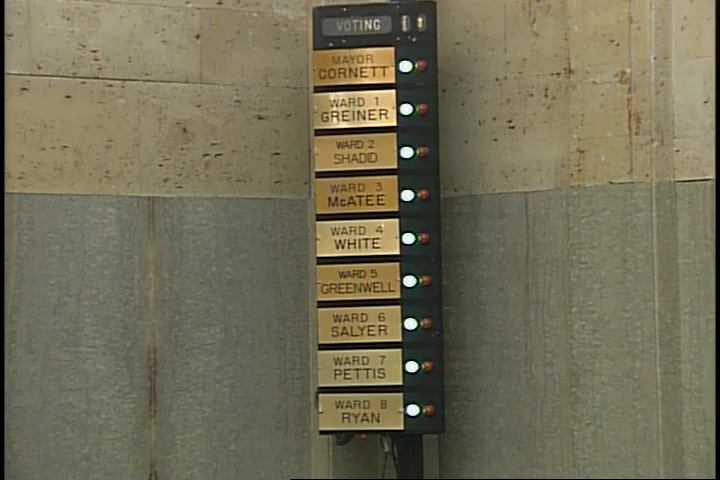 VOTING
MAYOR
CORNETT
WARD 1
GREINER
WARD 2
SHADID
WARD 3
McATEE
WARD 4
WHITE
WARD 5
GREENWELL
WARD 6
SALYER
WARD 7
PETTIS
WARD 8
RYAN